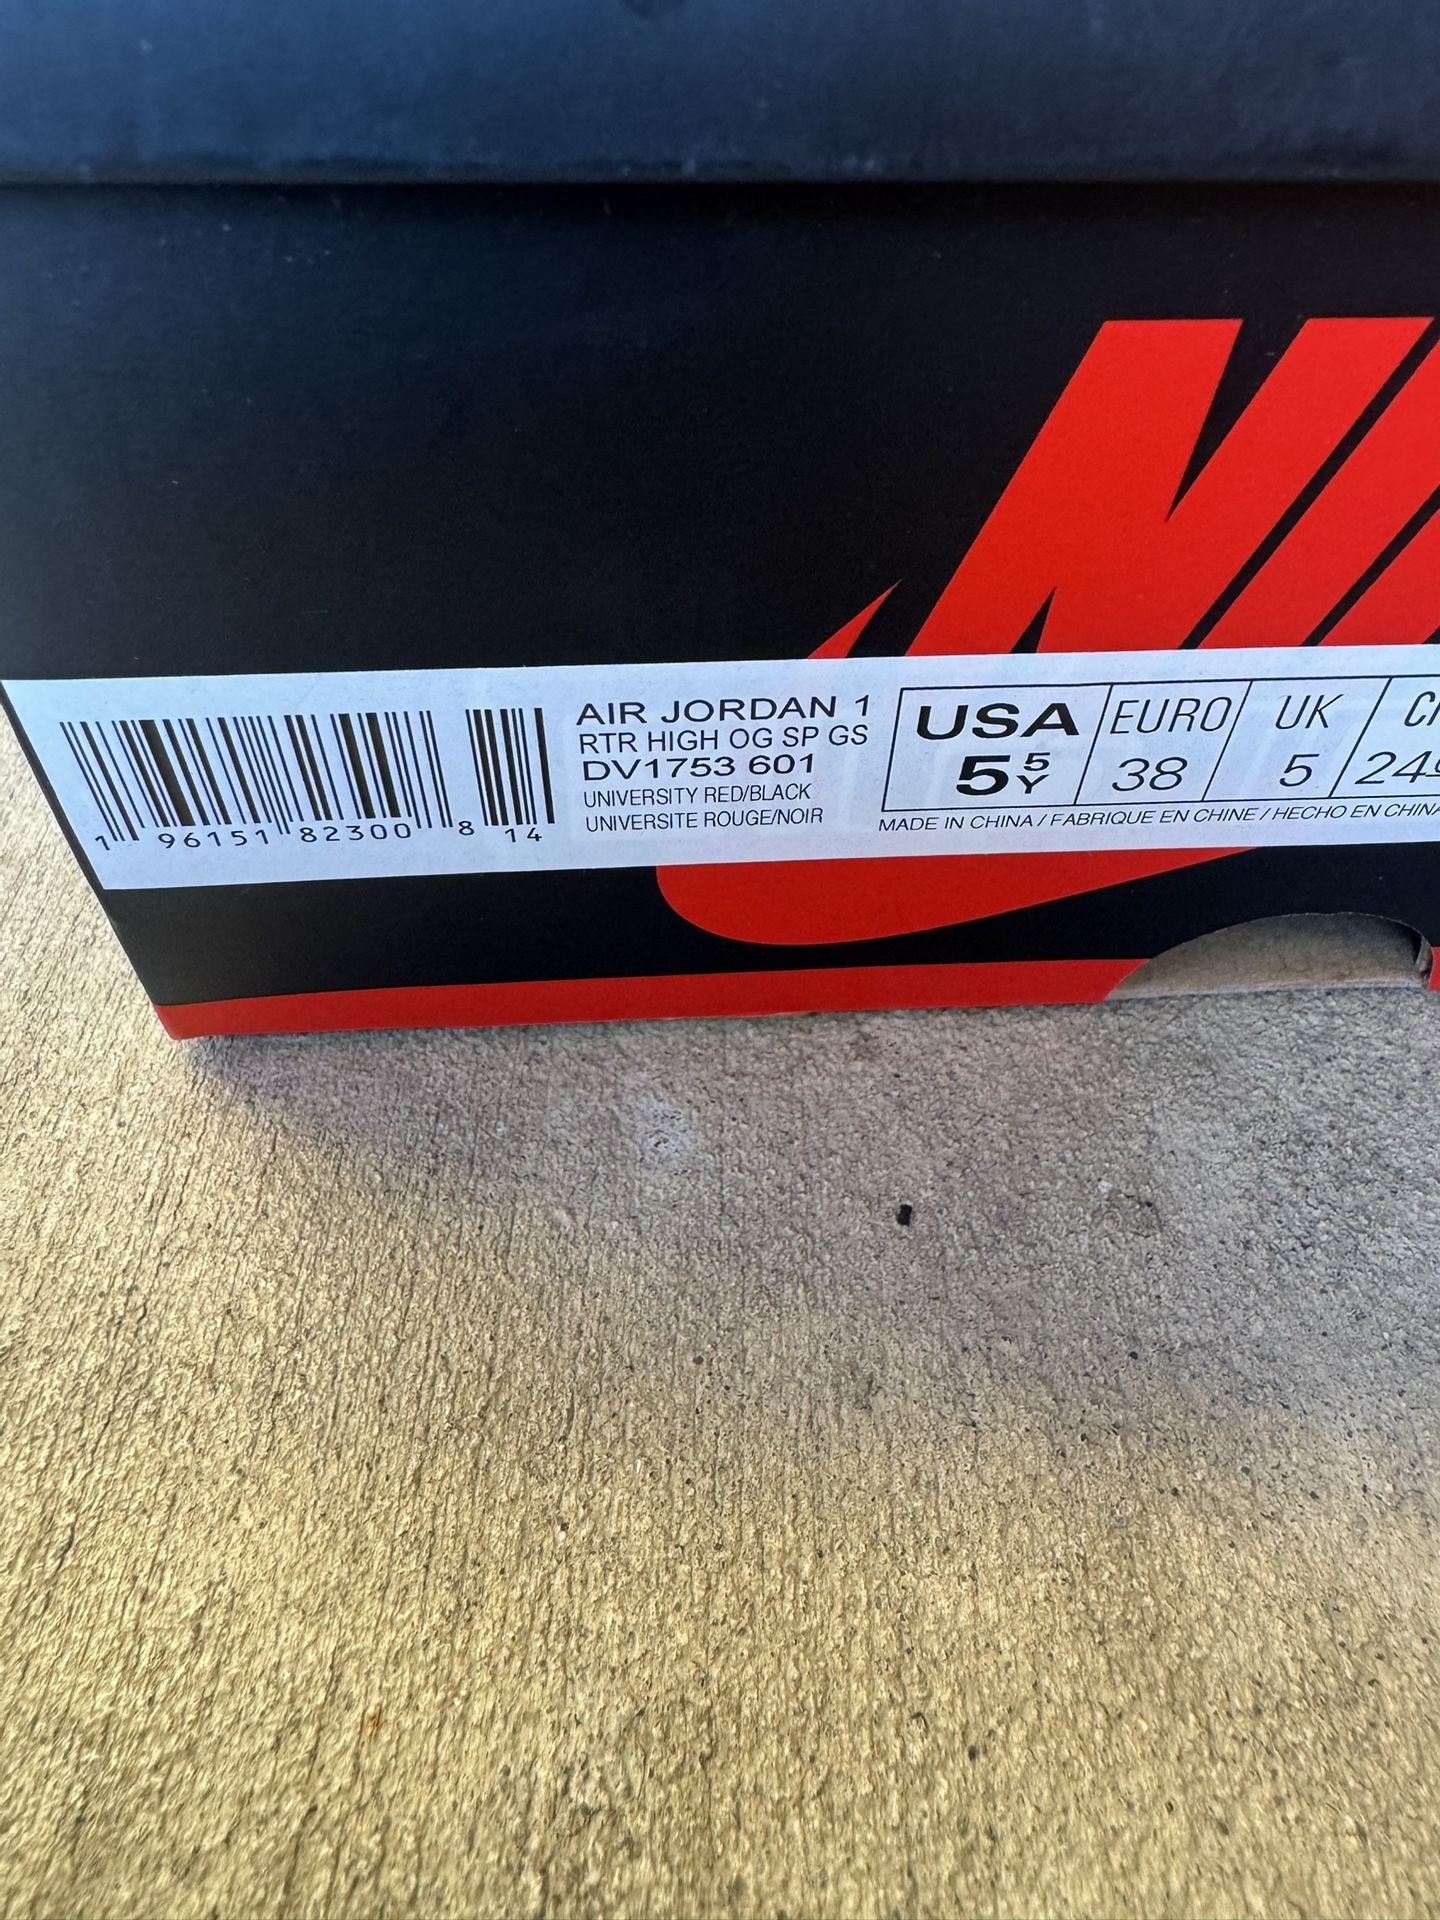 AIR JORDAN 1
RTR HIGH OG SP GS
DV1753 601
UNIVERSITY RED/BLACK
UNIVERSITE ROUGE/NOIR
1 96151 82300 8 14
USA EURO UK
5 5Y 38 5
MADE IN CHINA / FABRIQUE EN CHINE / HECHO EN CHINA